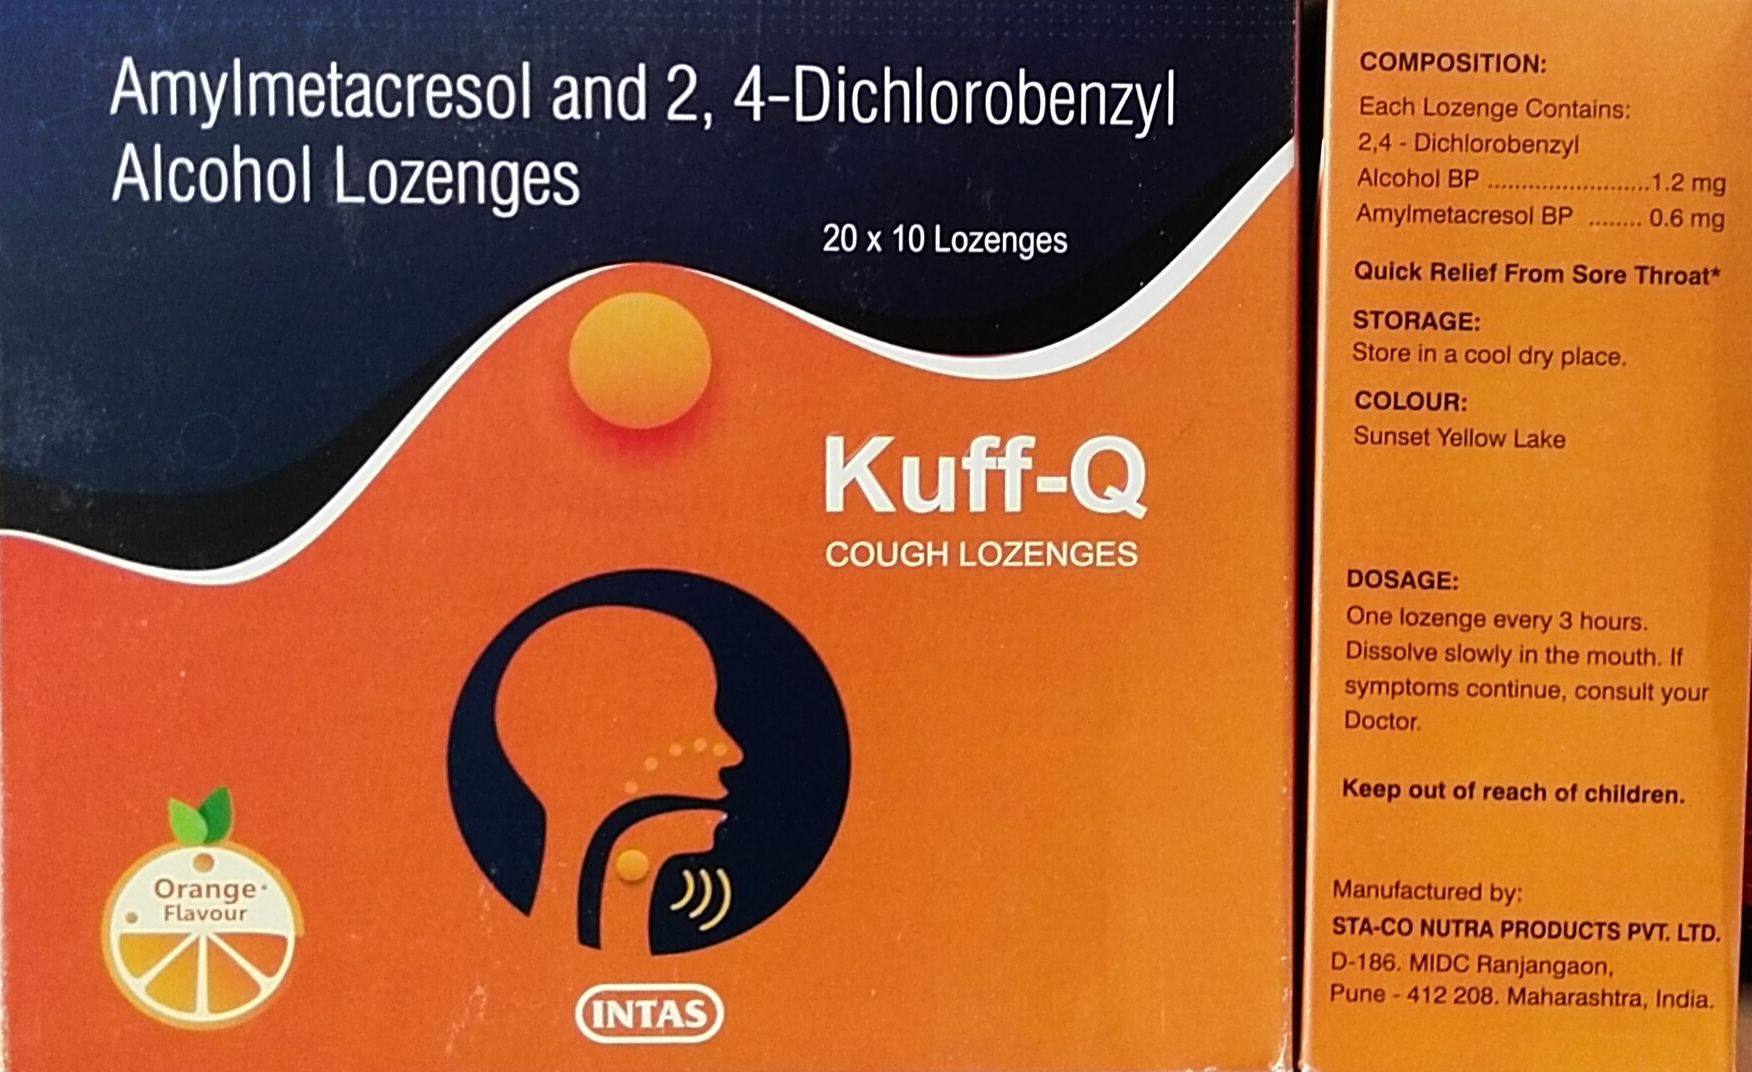 Amylmetacresol and 2, 4-Dichlorobenzyl
Alcohol Lozenges
20 x 10 Lozenges
Kuff-Q
COUGH LOZENGES
Orange
Flavour
INTAS
COMPOSITION:
Each Lozenge Contains:
2,4 - Dichlorobenzyl
Alcohol BP ........................1.2 mg
Amylmetacresol BP ........ 0.6 mg
Quick Relief From Sore Throat*
STORAGE:
Store in a cool dry place.
COLOUR:
Sunset Yellow Lake
DOSAGE:
One lozenge every 3 hours.
Dissolve slowly in the mouth. If
symptoms continue, consult your
Doctor.
Keep out of reach of children.
Manufactured by:
STA-CO NUTRA PRODUCTS PVT. LTD.
D-186. MIDC Ranjangaon,
Pune - 412 208. Maharashtra, India.